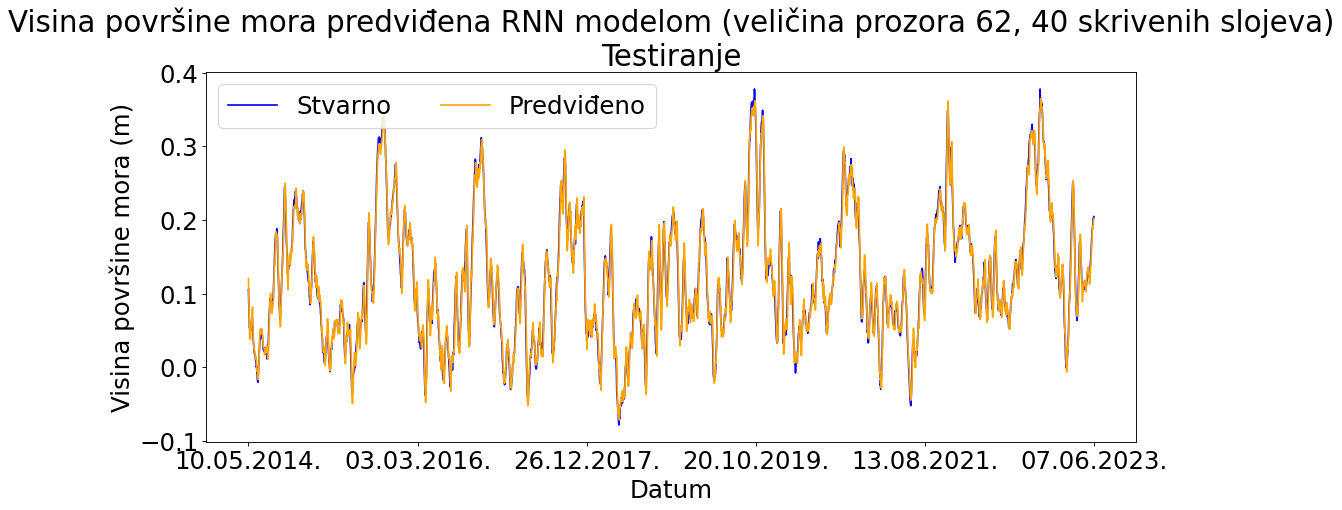 Visina površine mora predviđena RNN modelom (veličina prozora 62, 40 skrivenih slojeva)
Testiranje
Stvarno Predviđeno
Visina površine mora (m)
0.4
0.3
0.2
0.1
0.0
−0.1
10.05.2014. 03.03.2016. 26.12.2017. 20.10.2019. 13.08.2021. 07.06.2023.
Datum